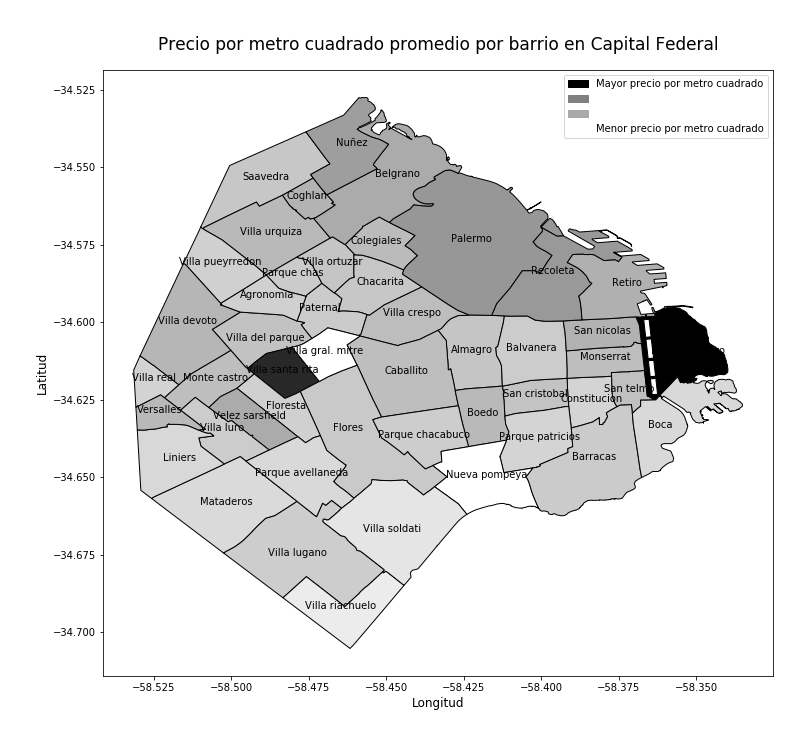 Precio por metro cuadrado promedio por barrio en Capital Federal
Mayor precio por metro cuadrado
Menor precio por metro cuadrado
Latitud
−34.525
−34.550
−34.575
−34.600
−34.625
−34.650
−34.675
−34.700
Nuñez
Saavedra
Belgrano
Coghlan
Villa urquiza
Colegiales
Palermo
Villa pueyrredon
Villa ortuzar
Parque chas
Recoleta
Chacarita
Retiro
Agronomia
Paternal
Villa crespo
Villa devoto
San nicolas
Villa del parque
Villa gral. mitre
Almagro
Balvanera
Monserrat
Villa santa rita
Caballito
Villa real
Monte castro
San telmo
San cristobal
Constitucion
Versalles
Floresta
Velez sarsfield
Boedo
Villa luro
Flores
Boca
Parque chacabuco
Parque patricios
Liniers
Barracas
Parque avellaneda
Nueva pompeya
Mataderos
Villa soldati
Villa lugano
Villa riachuelo
−58.525
−58.500
−58.475
−58.450
−58.425
−58.400
−58.375
−58.350
Longitud